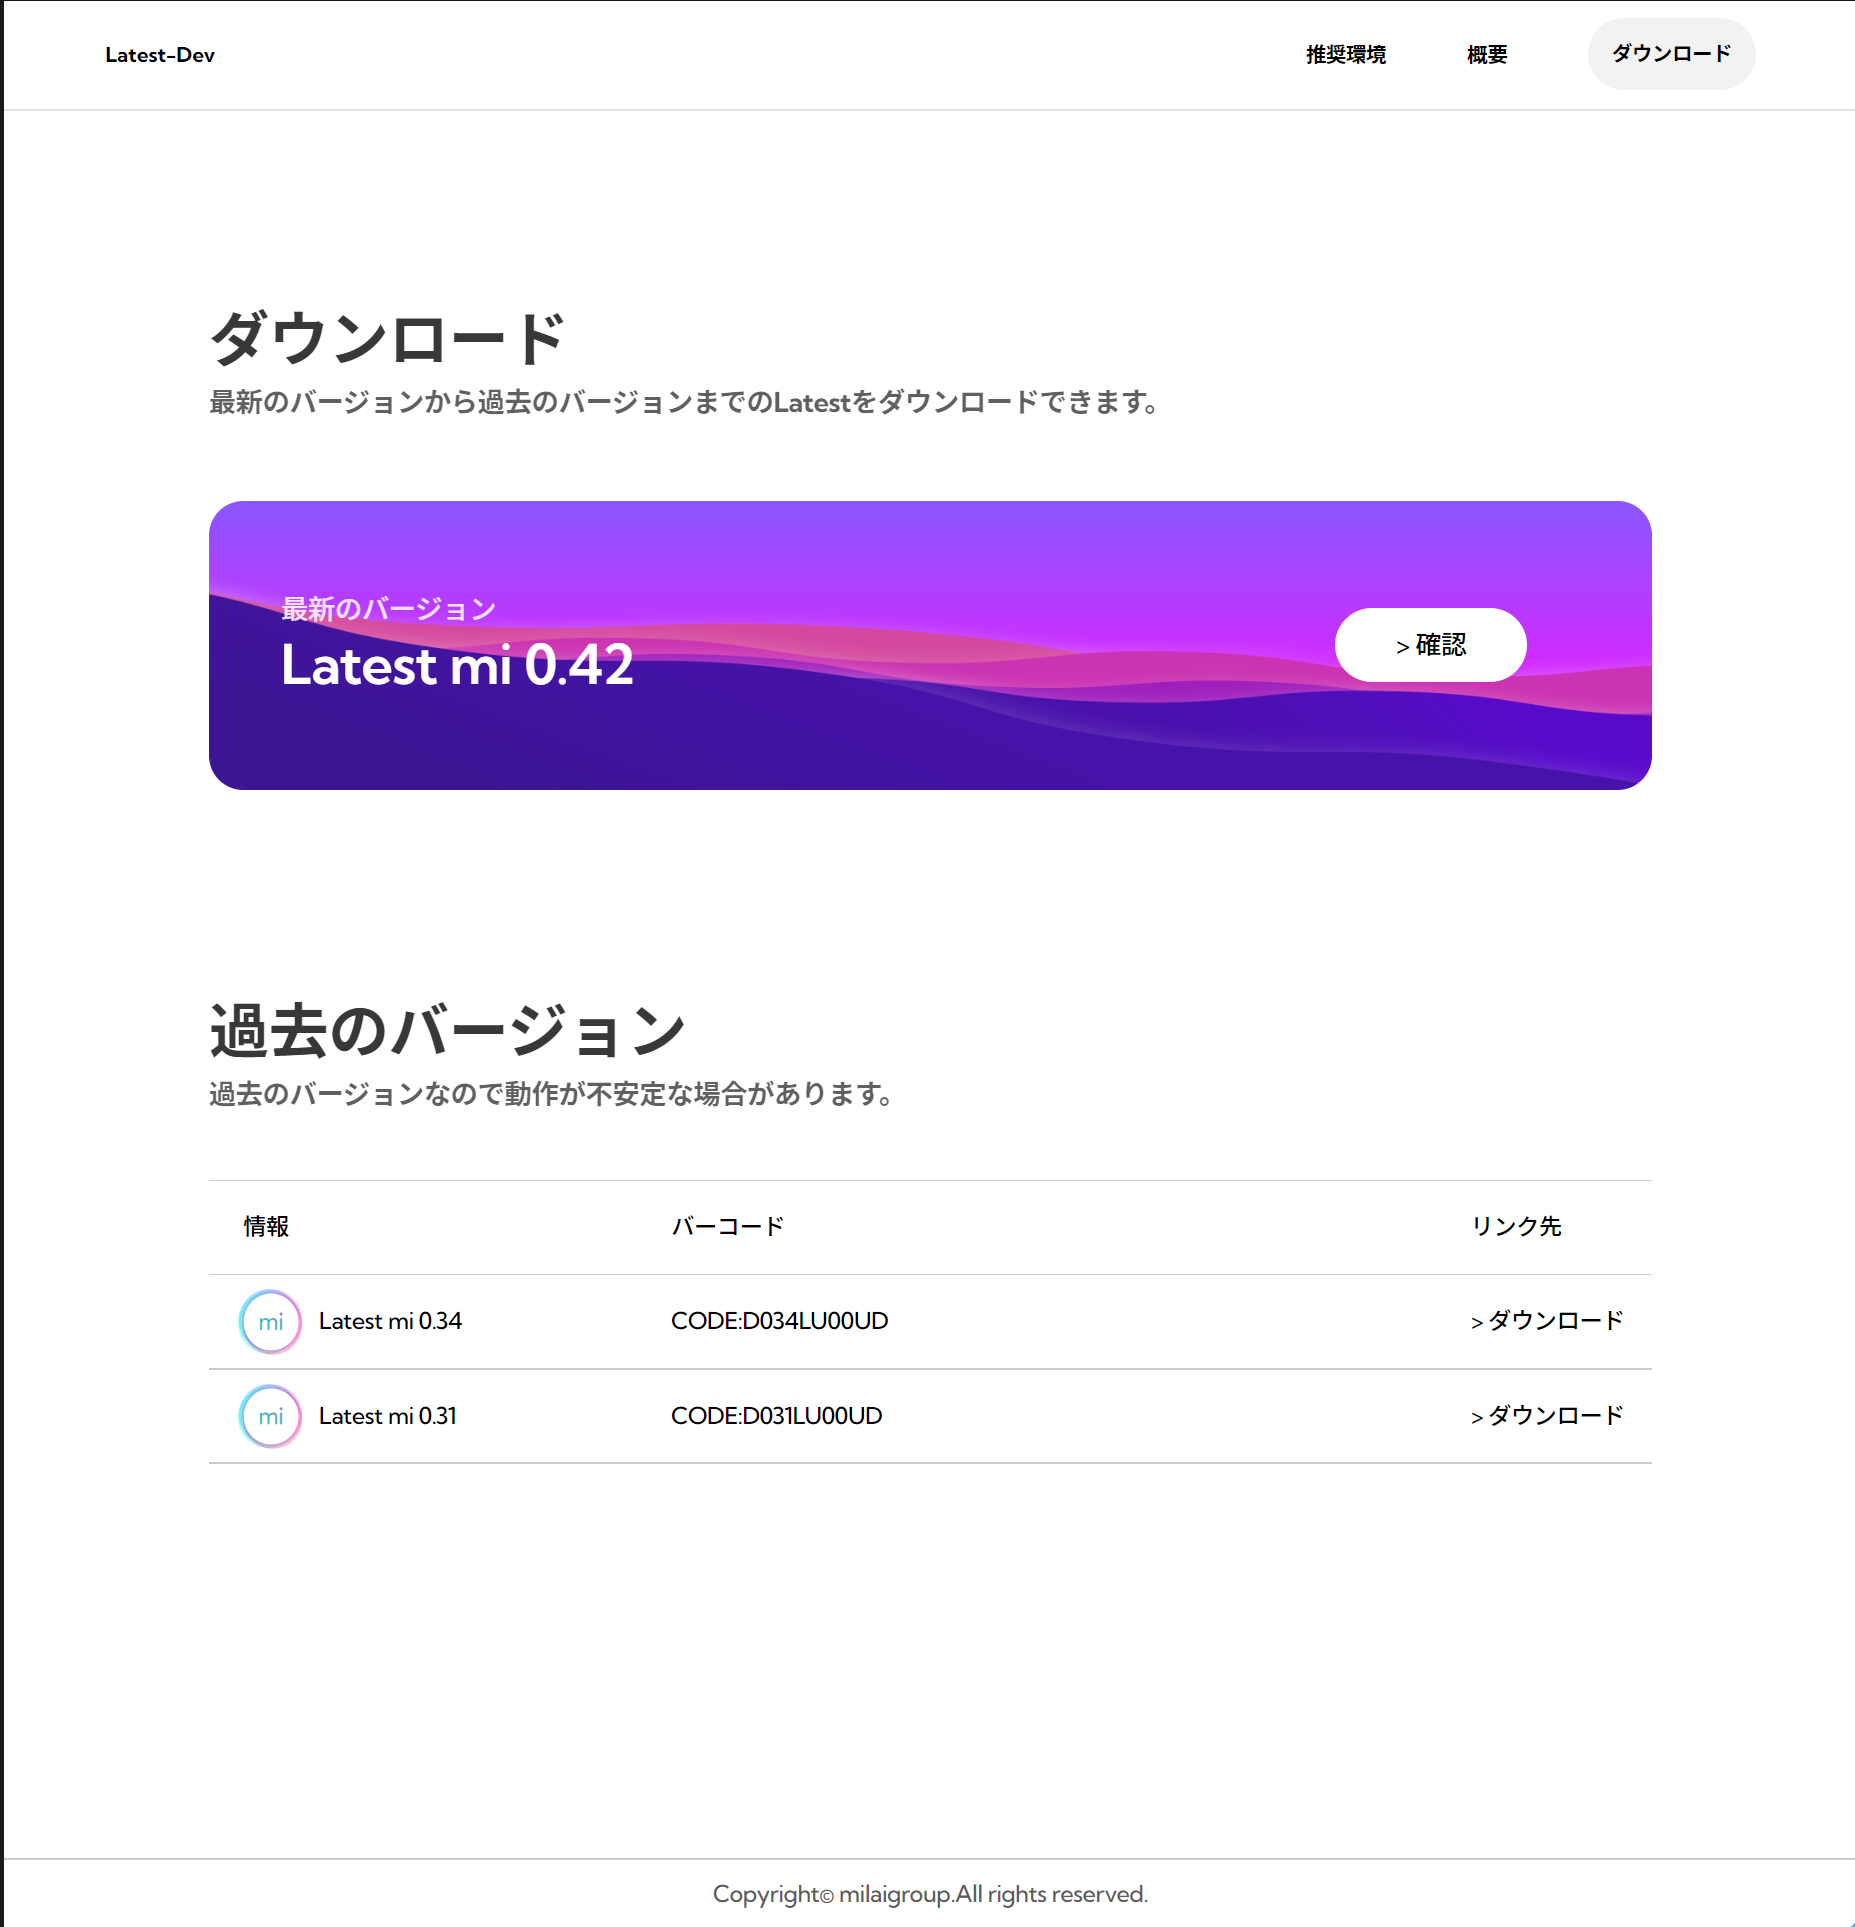 Latest-Dev 推奨環境 概要 ダウンロード
ダウンロード
最新のバージョンから過去のバージョンまでのLatestをダウンロードできます。
最新のバージョン
Latest mi 0.42
> 確認
過去のバージョン
過去のバージョンなので動作が不安定な場合があります。
情報 バーコード リンク先
mi Latest mi 0.34 CODE:D034LU00UD > ダウンロード
mi Latest mi 0.31 CODE:D031LU00UD > ダウンロード
Copyright© milaigroup.All rights reserved.